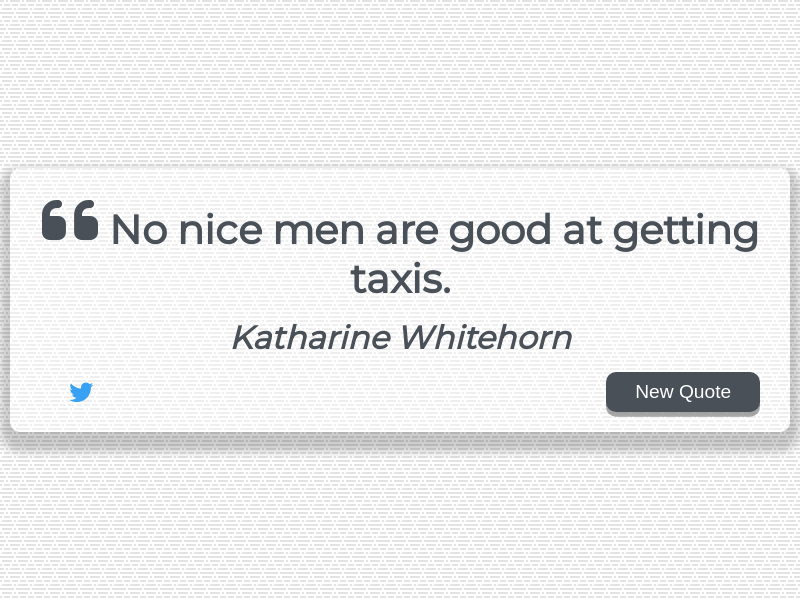 ❝ No nice men are good at getting
taxis.
Katharine Whitehorn
New Quote